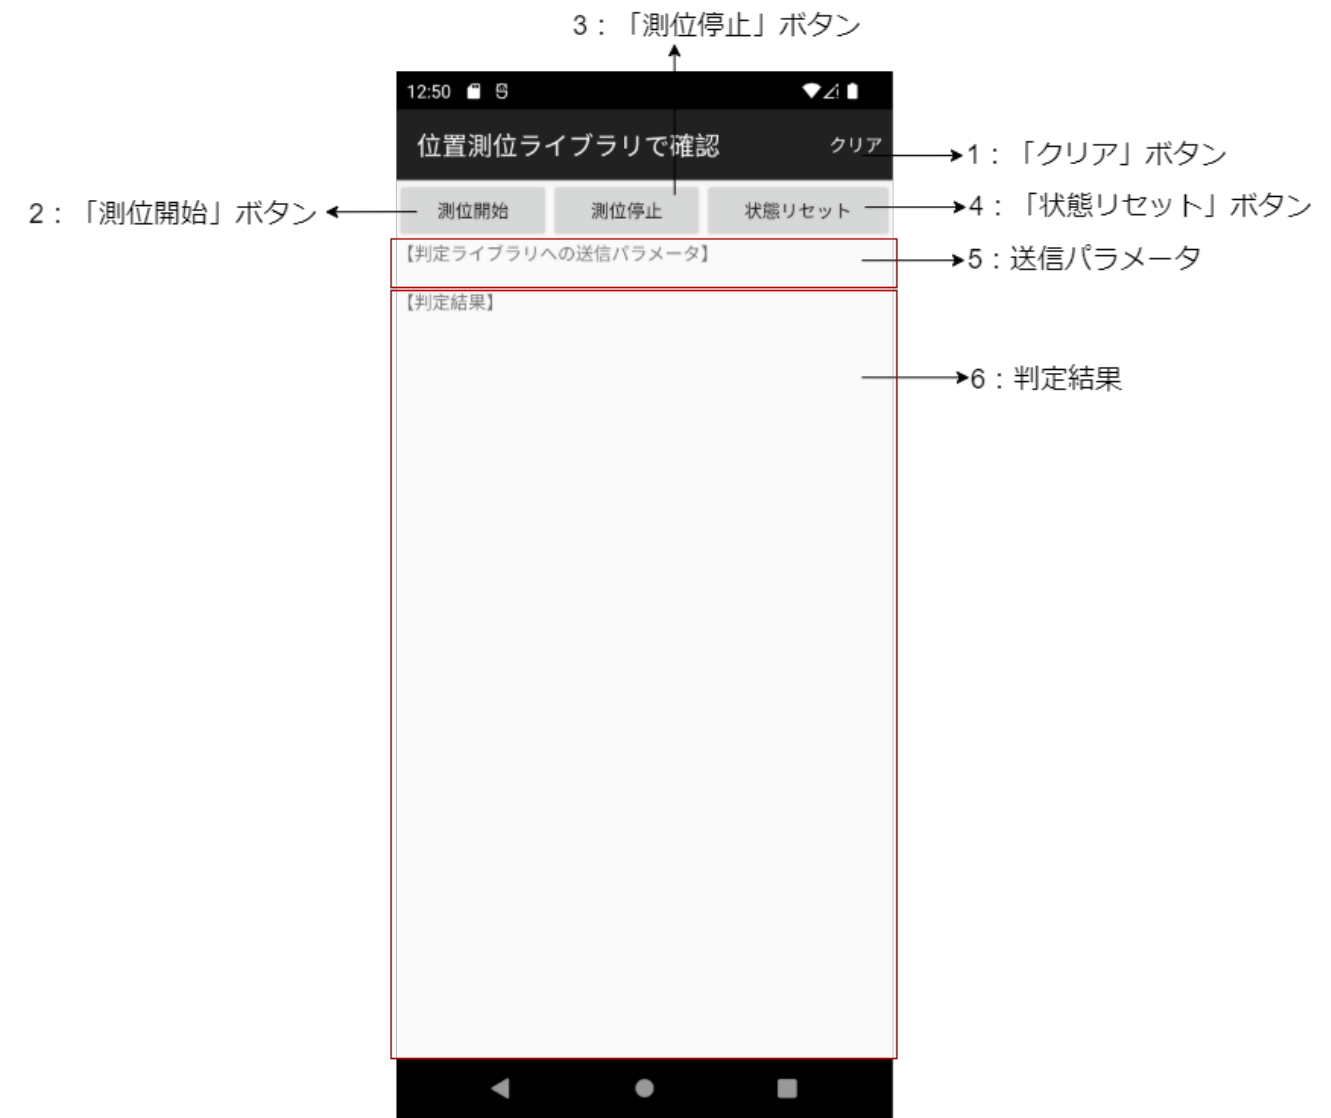 3：「測位停止」ボタン
12:50
位置測位ライブラリで確認
クリア
1：「クリア」ボタン
2：「測位開始」ボタン
測位開始
測位停止
状態リセット
4：「状態リセット」ボタン
【判定ライブラリへの送信パラメータ】
5：送信パラメータ
【判定結果】
6：判定結果